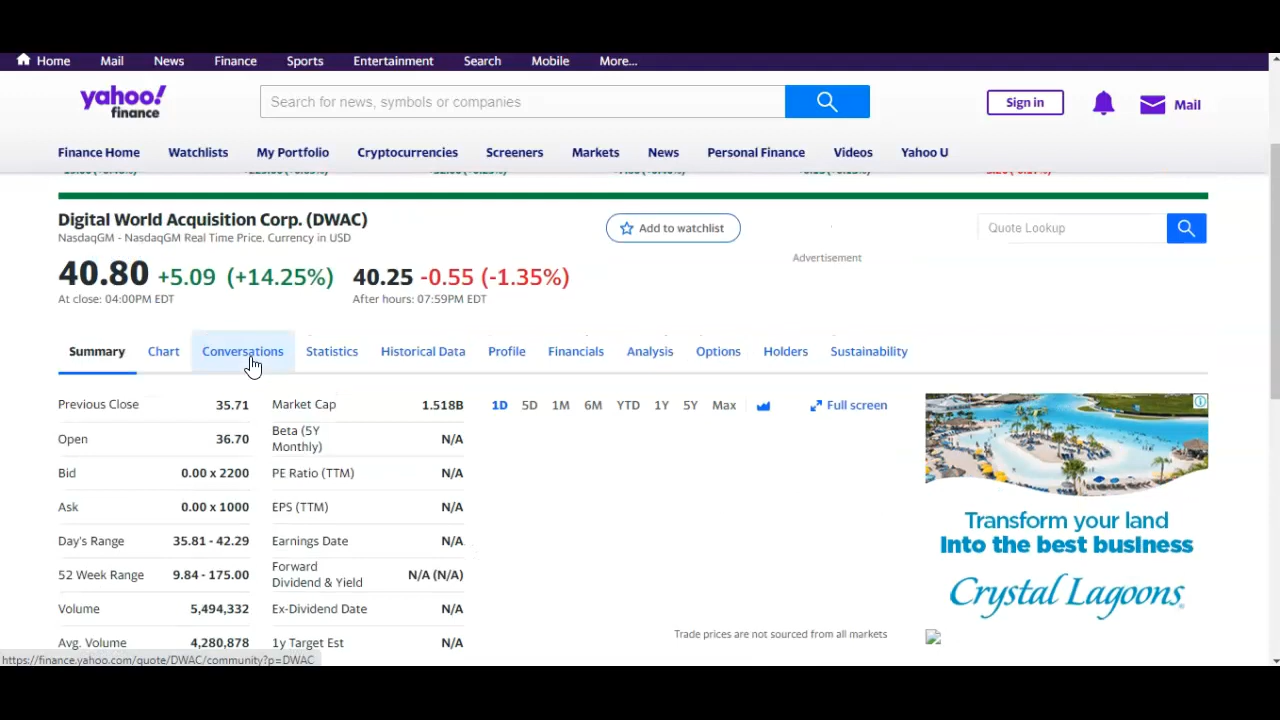 Home Mail News Finance Sports Entertainment Search Mobile More...
yahoo!
finance
Search for news, symbols or companies
Sign in
Mail
Finance Home Watchlists My Portfolio Cryptocurrencies Screeners Markets News Personal Finance Videos Yahoo U
Digital World Acquisition Corp. (DWAC)
NasdaqGM - NasdaqGM Real Time Price. Currency in USD
Add to watchlist
Quote Lookup
Advertisement
40.80 +5.09 (+14.25%) 40.25 -0.55 (-1.35%)
At close: 04:00PM EDT After hours: 07:59PM EDT
Summary Chart Conversations Statistics Historical Data Profile Financials Analysis Options Holders Sustainability
Previous Close 35.71 Market Cap 1.518B
1D 5D 1M 6M YTD 1Y 5Y Max Full screen
Open 36.70 Beta (5Y
Monthly) N/A
Bid 0.00 x 2200 PE Ratio (TTM) N/A
Ask 0.00 x 1000 EPS (TTM) N/A
Day's Range 35.81 - 42.29 Earnings Date N/A
52 Week Range 9.84 - 175.00 Forward
Dividend & Yield N/A (N/A)
Volume 5,494,332 Ex-Dividend Date N/A
Avg. Volume 4,280,878 1y Target Est N/A
Trade prices are not sourced from all markets
Transform your land
into the best business
Crystal Lagoons
https://finance.yahoo.com/quote/DWAC/community?p=DWAC